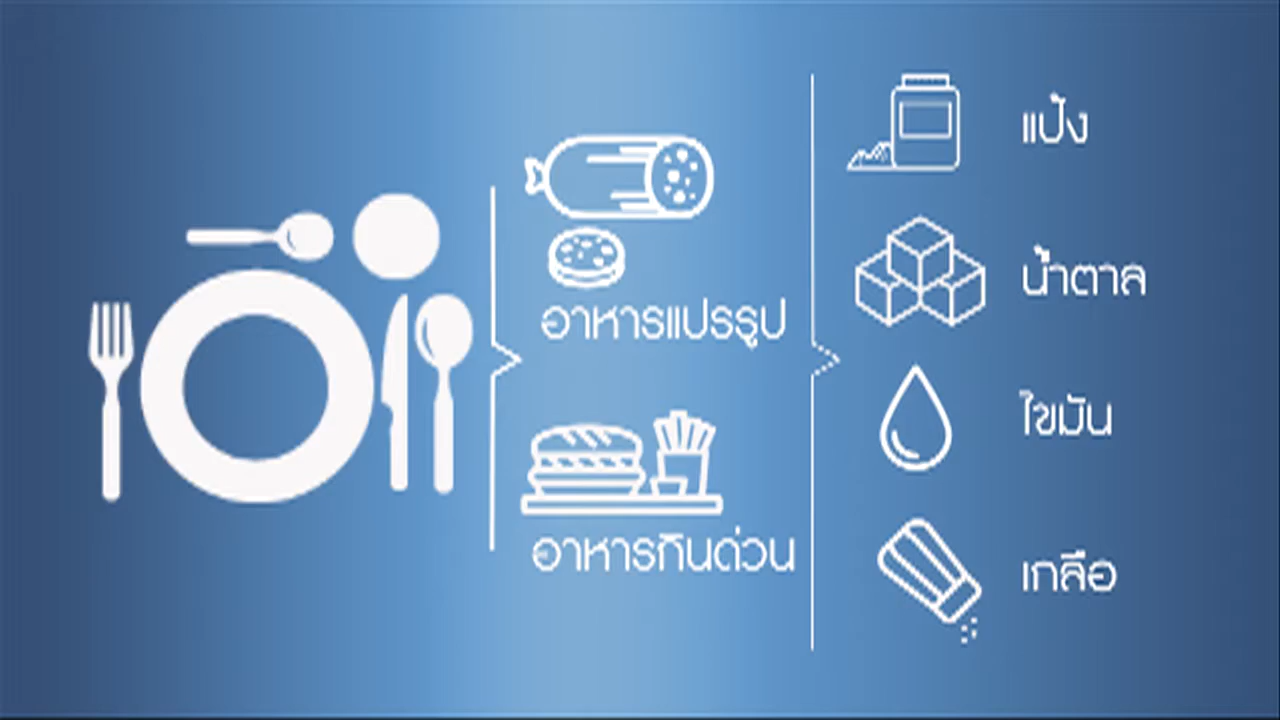 อาหารแปรรูป
อาหารกินด่วน
แป้ง
น้ำตาล
ไขมัน
เกลือ